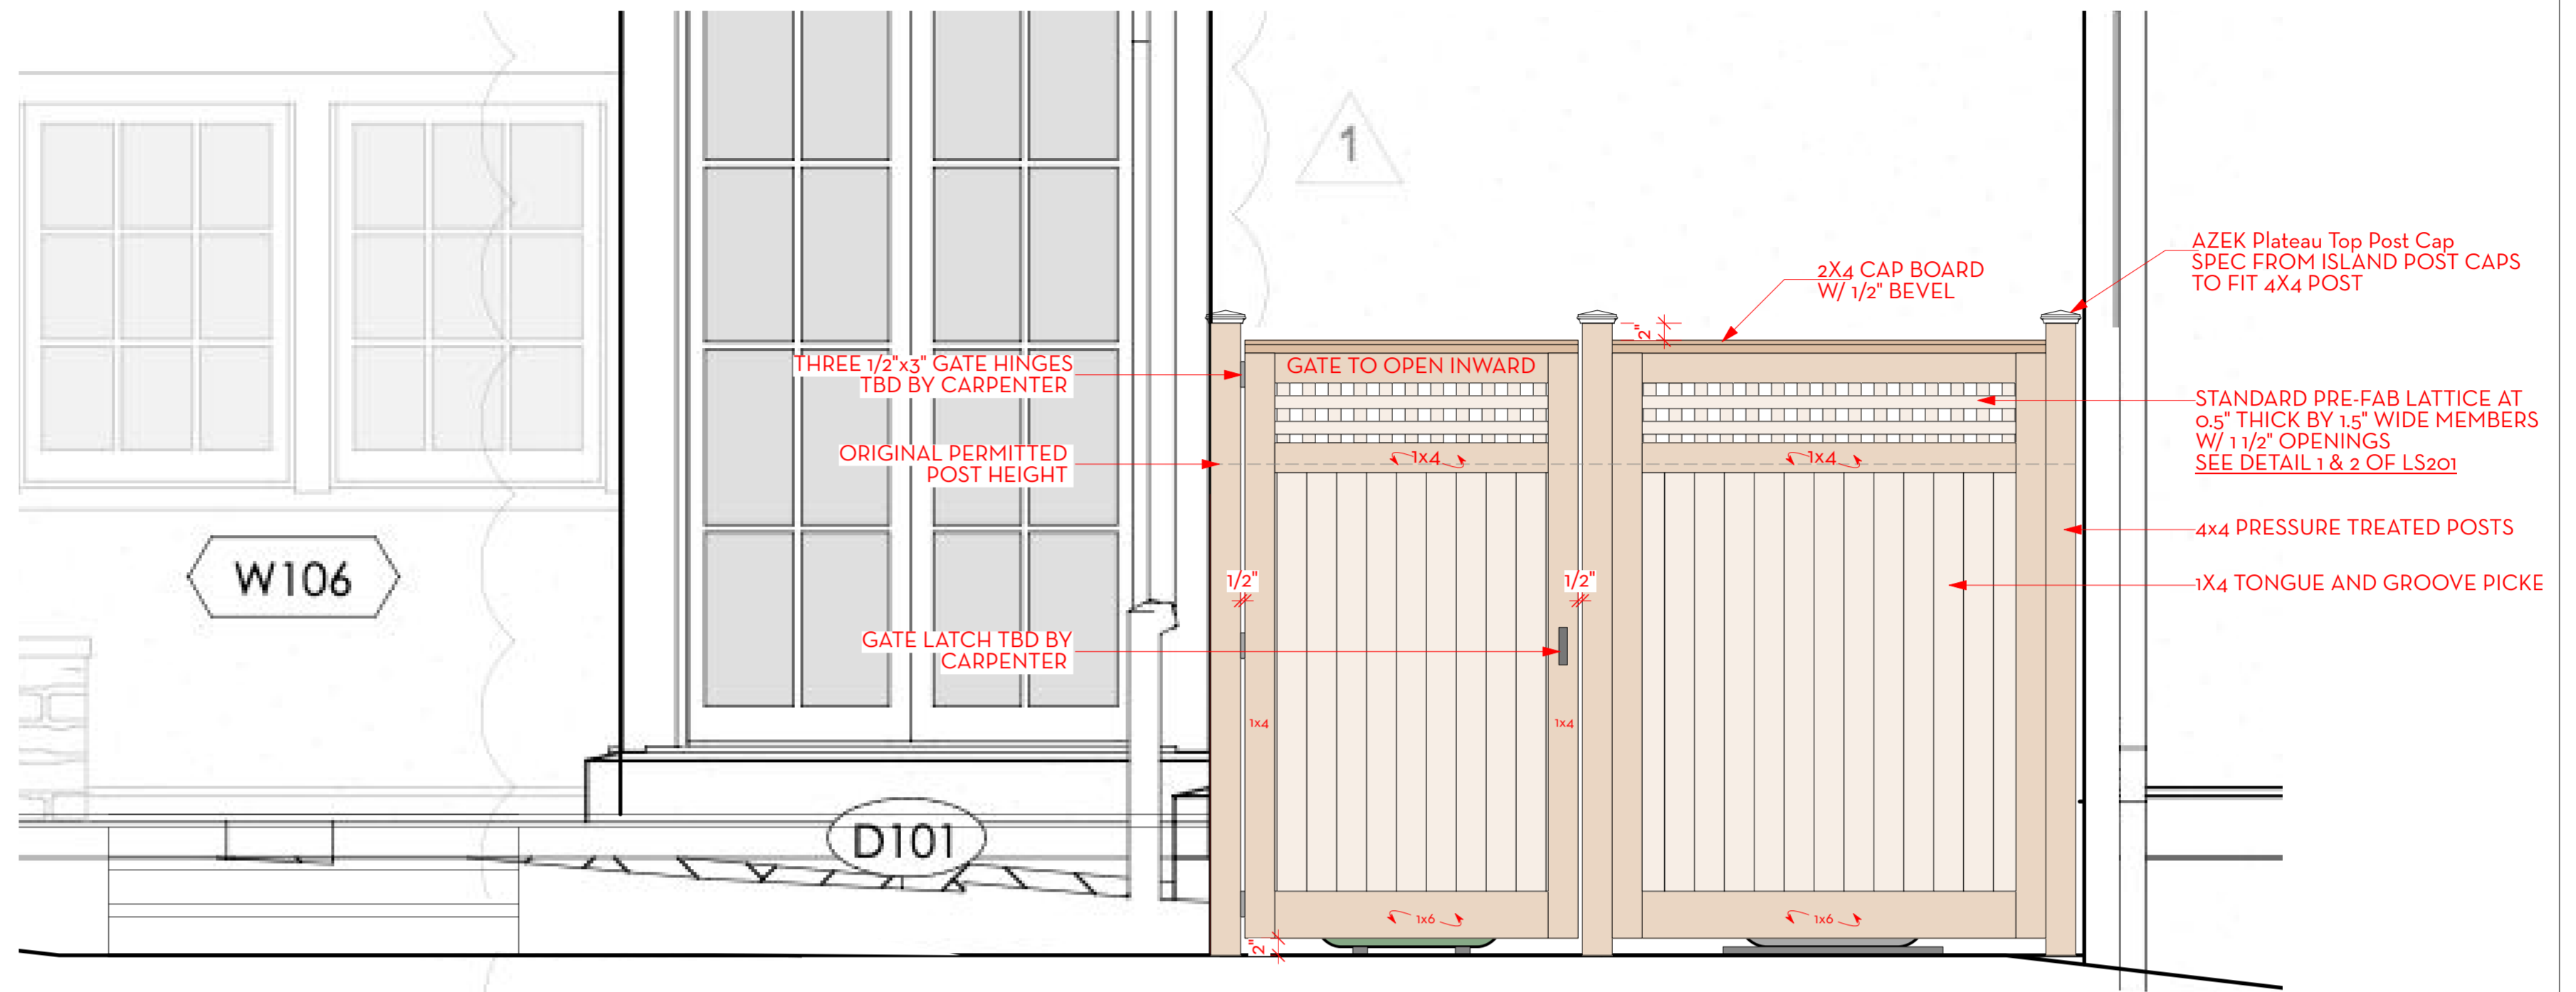 1
AZEK Plateau Top Post Cap
SPEC FROM ISLAND POST CAPS
TO FIT 4X4 POST
2X4 CAP BOARD
W/ 1/2" BEVEL
2"
THREE 1/2"x3" GATE HINGES
TBD BY CARPENTER
GATE TO OPEN INWARD
STANDARD PRE-FAB LATTICE AT
0.5" THICK BY 1.5" WIDE MEMBERS
W/ 1 1/2" OPENINGS
SEE DETAIL 1 & 2 OF LS201
ORIGINAL PERMITTED
POST HEIGHT
1x4
1x4
4x4 PRESSURE TREATED POSTS
W106
1/2"
1/2"
1X4 TONGUE AND GROOVE PICKE
GATE LATCH TBD BY
CARPENTER
1x4
1x4
D101
1x6
1x6
2"